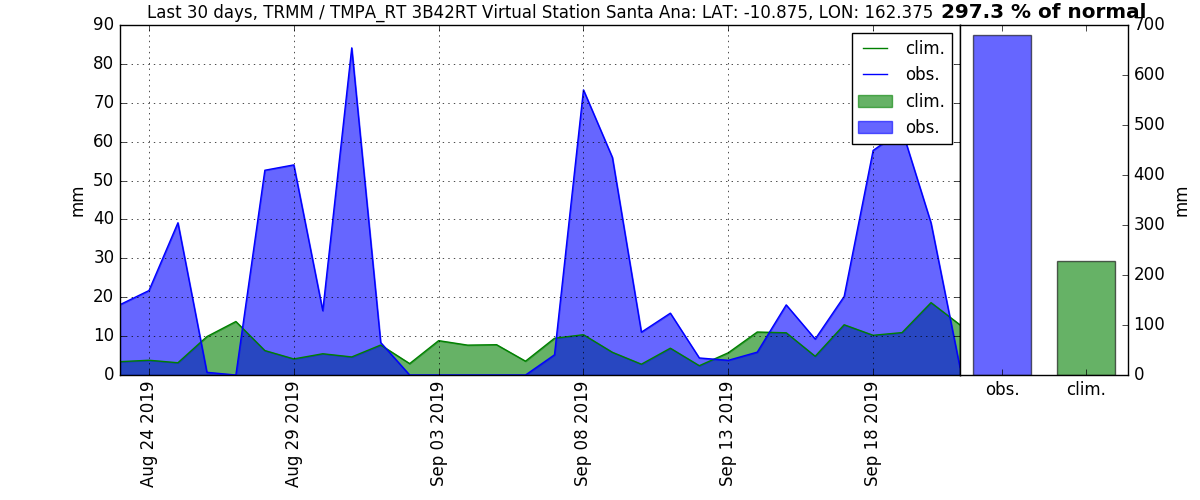 Last 30 days, TRMM / TMPA_RT 3B42RT Virtual Station Santa Ana: LAT: -10.875, LON: 162.375 297.3 % of normal
90
80
70
60
50
40
30
20
10
0
mm
clim.
obs.
clim.
obs.
Aug 24 2019
Aug 29 2019
Sep 03 2019
Sep 08 2019
Sep 13 2019
Sep 18 2019
700
600
500
400
300
200
100
0
mm
obs. clim.